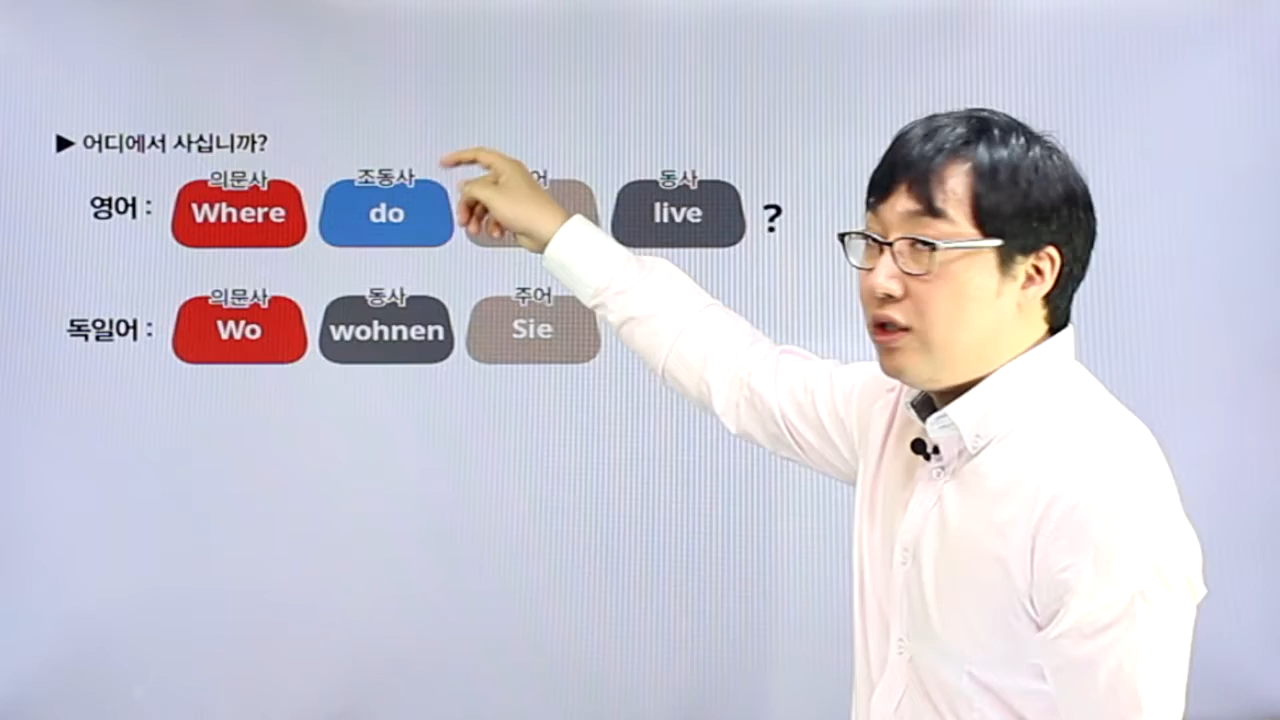 ▶ 어디에서 사십니까?
의문사 조동사 어 동사
영어 : Where do live ?
의문사 동사 주어
독일어 : Wo wohnen Sie